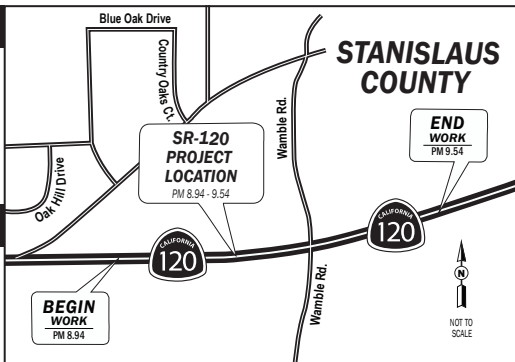 Blue Oak Drive
Country Oaks Ct.
Wamble Rd.
STANISLAUS
COUNTY
SR-120
PROJECT
LOCATION
PM 8.94 - 9.54
END
WORK
PM 9.54
Oak Hill Drive
CALIFORNIA
120
CALIFORNIA
120
Wamble Rd.
BEGIN
WORK
PM 8.94
N
NOT TO
SCALE